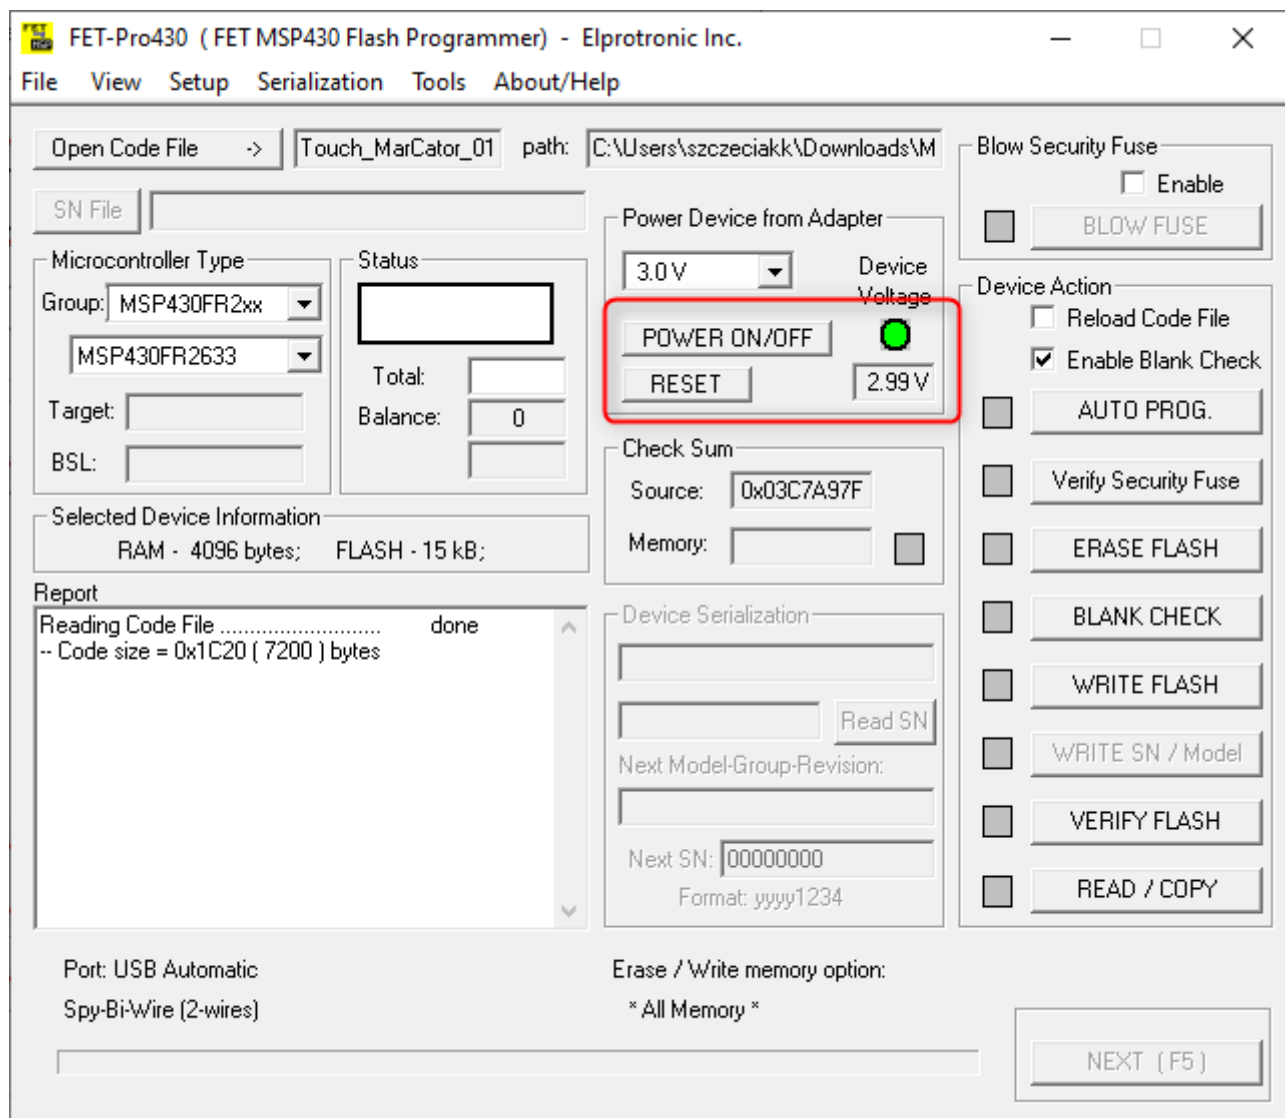 FET-Pro430 ( FET MSP430 Flash Programmer) - Elprotronic Inc.
File View Setup Serialization Tools About/Help
Open Code File ->
Touch_MarCator_01
path:
C:\Users\szczeciakk\Downloads\M
SN File
Microcontroller Type
Group:
MSP430FR2xx
MSP430FR2633
Target:
BSL:
Status
Total:
Balance:
0
Selected Device Information
RAM - 4096 bytes; FLASH - 15 kB;
Report
Reading Code File ........................... done
-- Code size = 0x1C20 ( 7200 ) bytes
Power Device from Adapter
3.0 V
Device
Voltage
POWER ON/OFF
RESET
2.99 V
Check Sum
Source:
0x03C7A97F
Memory:
Device Serialization
Read SN
Next Model-Group-Revision:
Next SN:
00000000
Format: yyyy1234
Blow Security Fuse
Enable
BLOW FUSE
Device Action
Reload Code File
Enable Blank Check
AUTO PROG.
Verify Security Fuse
ERASE FLASH
BLANK CHECK
WRITE FLASH
WRITE SN / Model
VERIFY FLASH
READ / COPY
Port: USB Automatic
Spy-Bi-Wire (2-wires)
Erase / Write memory option:
* All Memory *
NEXT ( F5 )